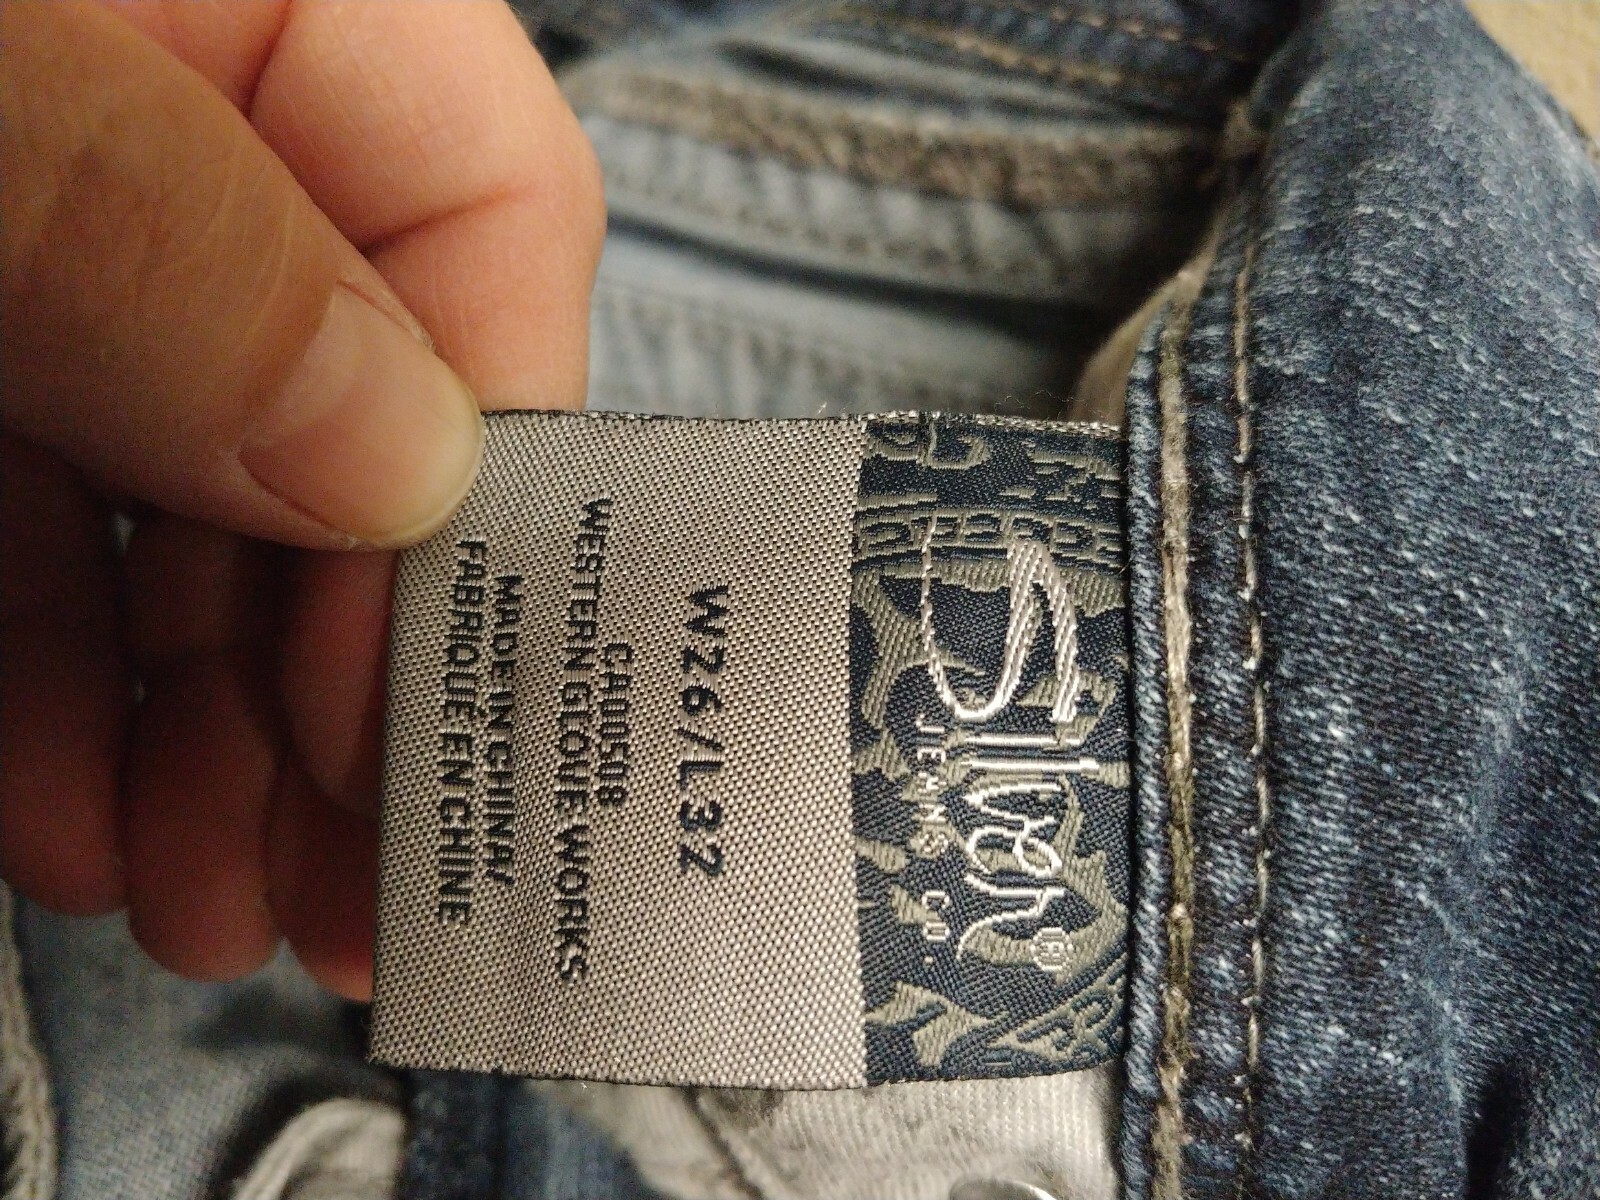 Silver®
JEANS CO.
W26/L32
WESTERN GLOVE WORKS
CA00508
MADE IN CHINA/
FABRIQUÉ EN CHINE